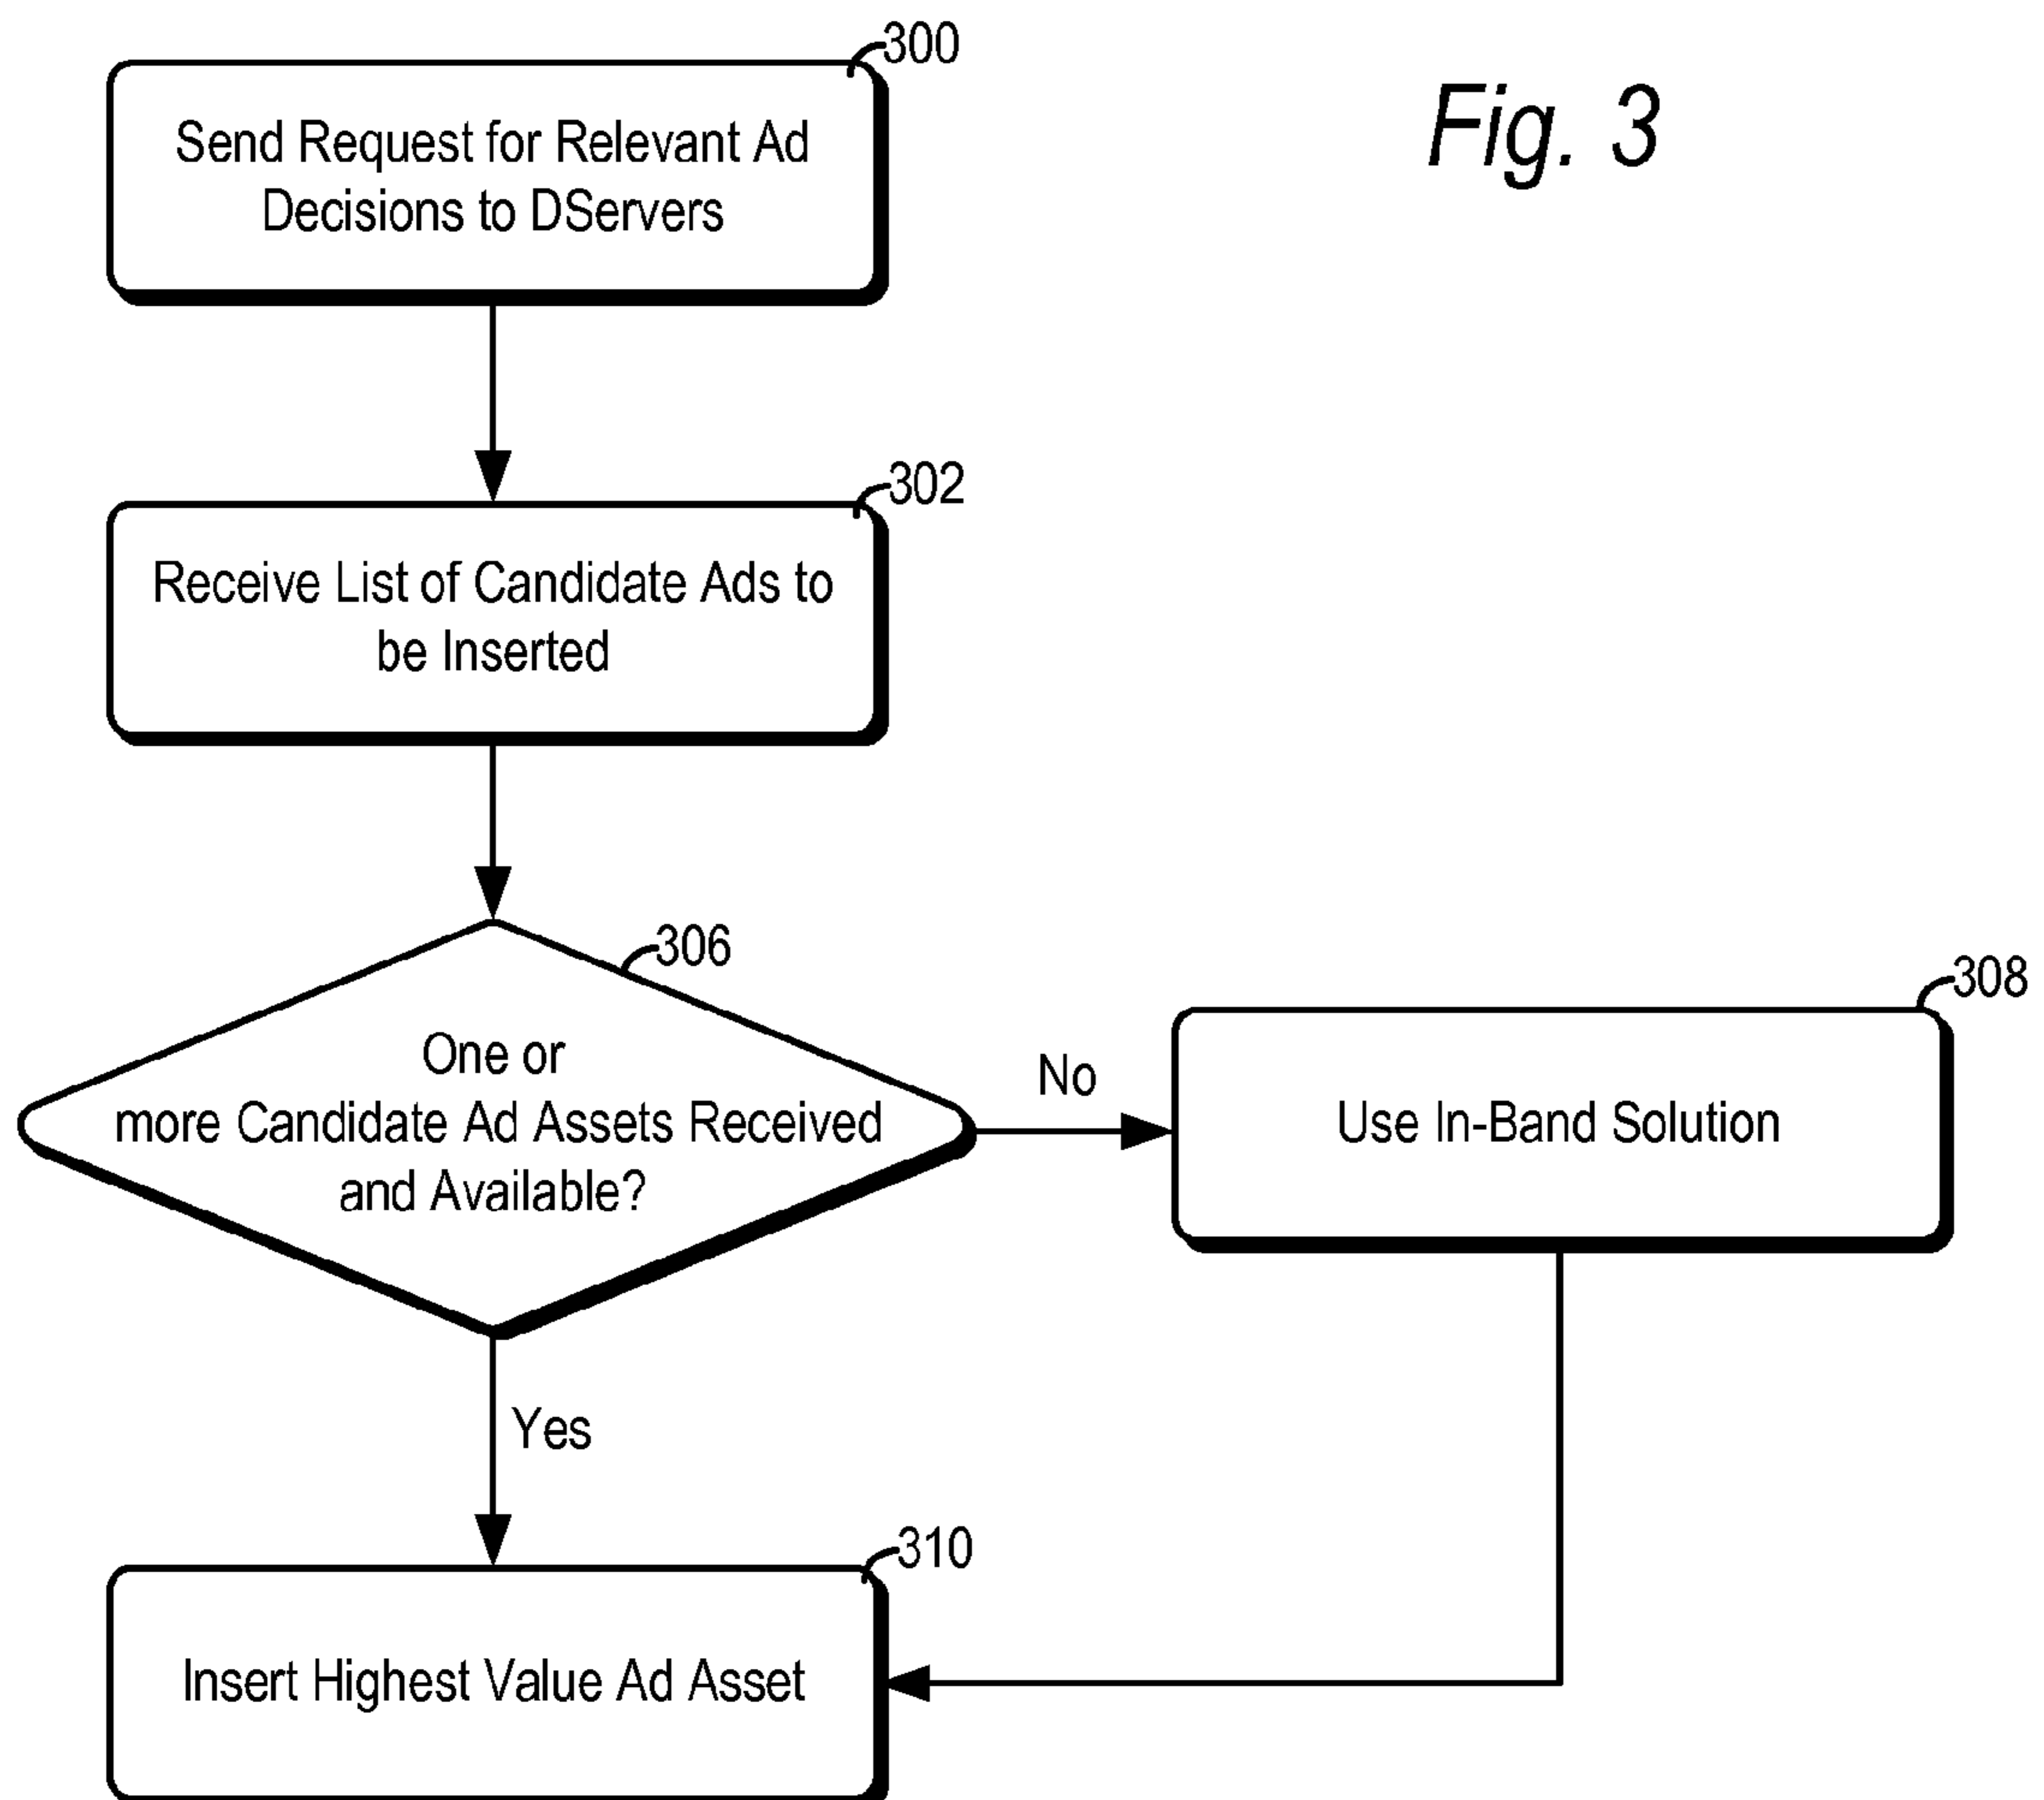 300
Fig. 3
Send Request for Relevant Ad
Decisions to DServers
302
Receive List of Candidate Ads to
be Inserted
306
One or
more Candidate Ad Assets Received
and Available?
No
308
Use In-Band Solution
Yes
310
Insert Highest Value Ad Asset